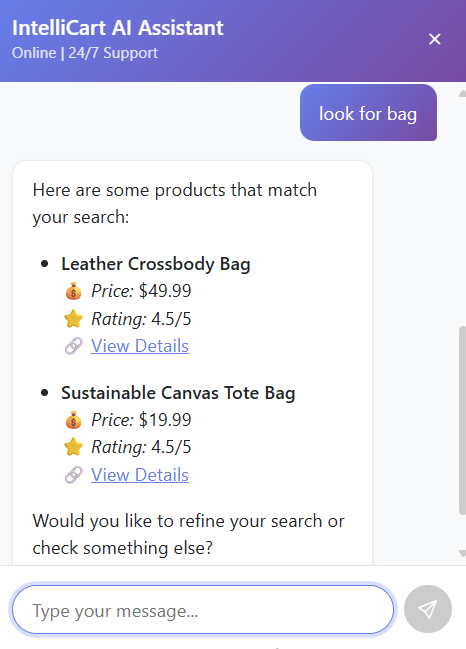 IntelliCart AI Assistant
Online | 24/7 Support
×
look for bag
Here are some products that match
your search:
• Leather Crossbody Bag
💰 Price: $49.99
⭐ Rating: 4.5/5
🔗 View Details
• Sustainable Canvas Tote Bag
💰 Price: $19.99
⭐ Rating: 4.5/5
🔗 View Details
Would you like to refine your search or
check something else?
Type your message...